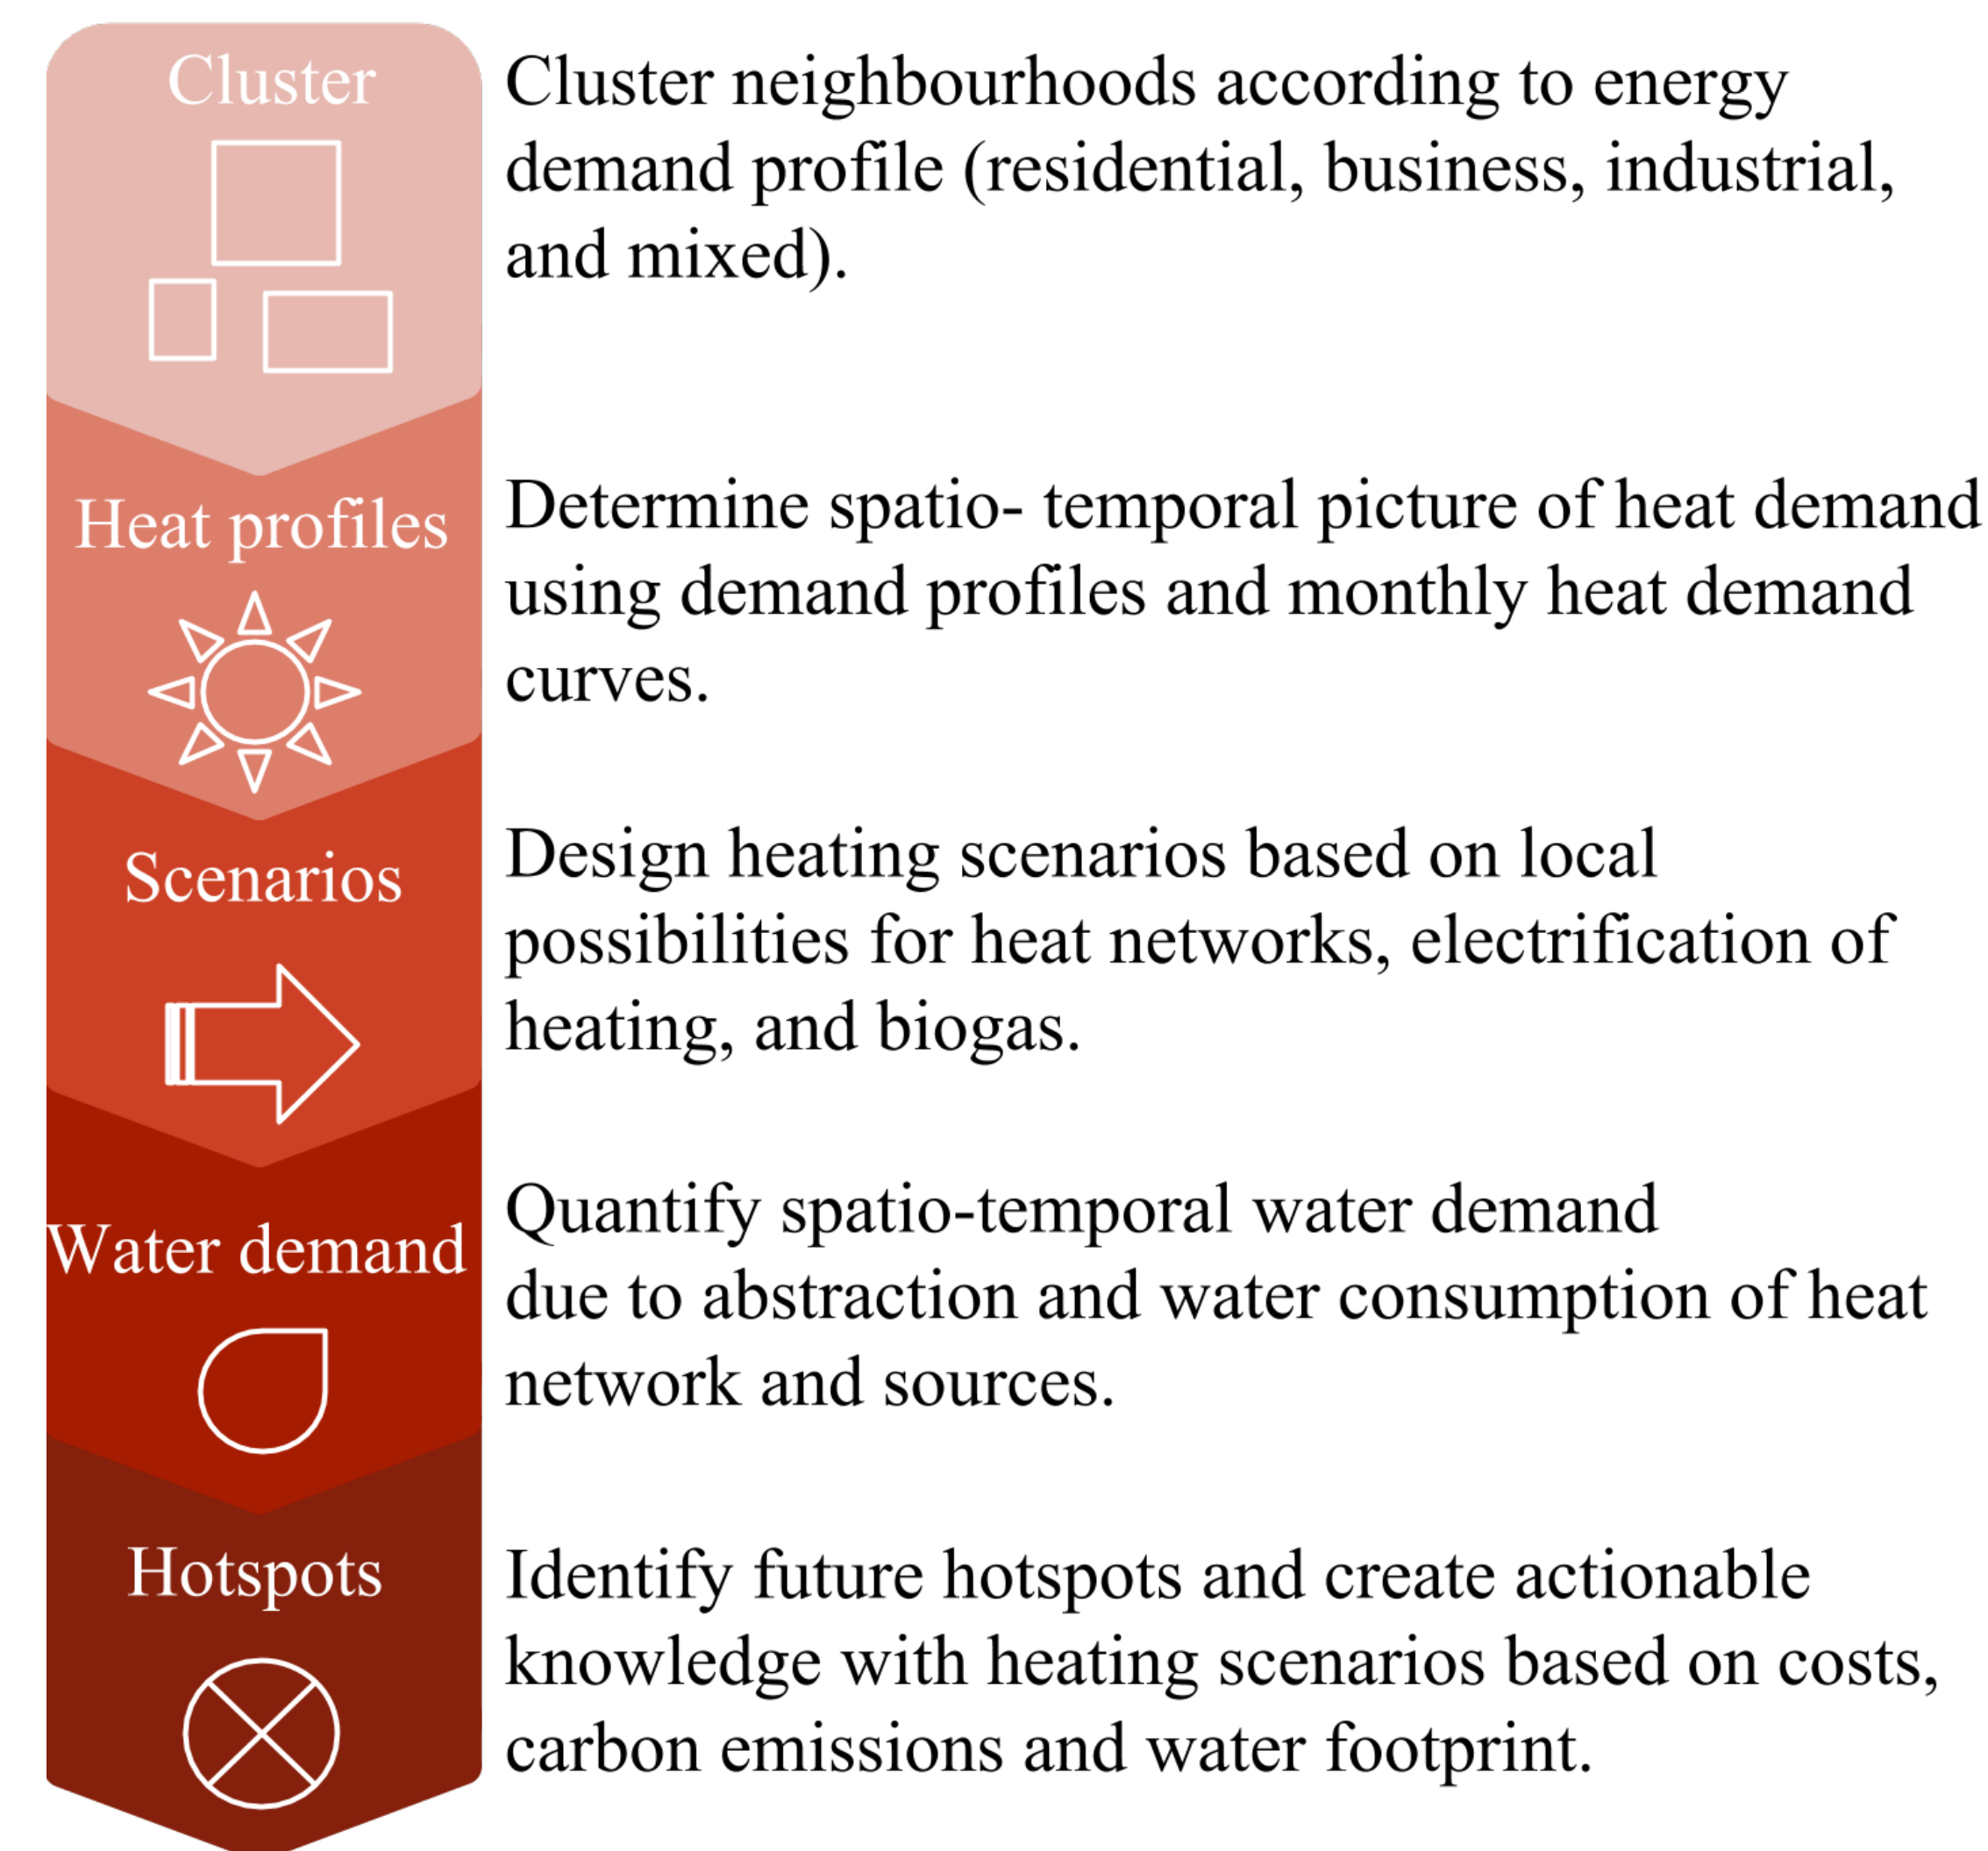 Cluster
Cluster neighbourhoods according to energy
demand profile (residential, business, industrial,
and mixed).
Heat profiles
Determine spatio- temporal picture of heat demand
using demand profiles and monthly heat demand
curves.
Scenarios
Design heating scenarios based on local
possibilities for heat networks, electrification of
heating, and biogas.
Water demand
Quantify spatio-temporal water demand
due to abstraction and water consumption of heat
network and sources.
Hotspots
Identify future hotspots and create actionable
knowledge with heating scenarios based on costs,
carbon emissions and water footprint.